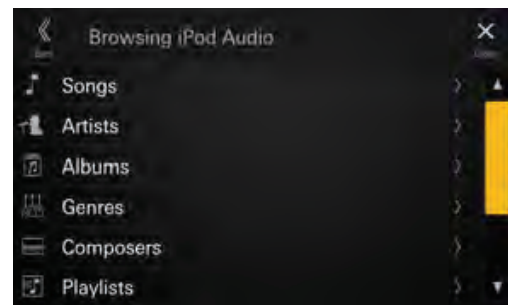 Browsing iPod Audio
Songs
Artists
Albums
Genres
Composers
Playlists